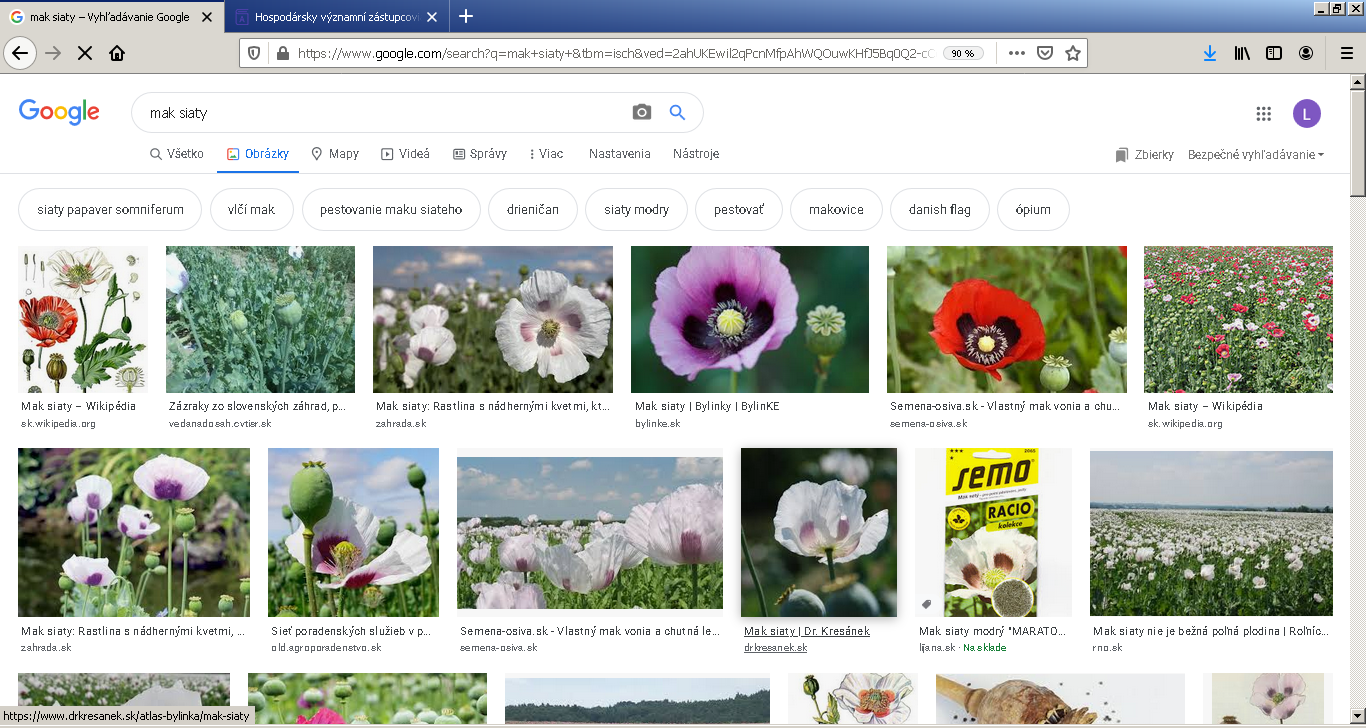 mak siaty – Vyhľadávanie Google
Hospodársky významní zástupcovi
https://www.google.com/search?q=mak+siaty+&tbm=isch&ved=2ahUKEwil2qPcnMfpAhWQOuwKHfJ5Bq0Q2-cC
90 %
Google
mak siaty
L
Všetko
Obrázky
Mapy
Videá
Správy
Viac
Nastavenia
Nástroje
Zbierky
Bezpečné vyhľadávanie
siaty papaver somniferum
vlčí mak
pestovanie maku siateho
drieničan
siaty modry
pestovať
makovice
danish flag
ópium
Mak siaty – Wikipédia
sk.wikipedia.org
Zázraky zo slovenských záhrad, p...
vedanadosah.cvtisr.sk
Mak siaty: Rastlina s nádhernými kvetmi, kt...
zahrada.sk
Mak siaty | Bylinky | BylinKE
bylinke.sk
Semena-osiva.sk - Vlastný mak vonia a chu...
semena-osiva.sk
Mak siaty – Wikipédia
sk.wikipedia.org
semo
RACIO
kolekce
Mak siaty: Rastlina s nádhernými kvetmi, ...
zahrada.sk
Sieť poradenských služieb v p...
old.agroporadenstvo.sk
Semena-osiva.sk - Vlastný mak vonia a chutná le...
semena-osiva.sk
Mak siaty | Dr. Kresánek
drkresanek.sk
Mak siaty modrý "MARATO...
lijana.sk · Na sklade
Mak siaty nie je bežná poľná plodina | Roľníc...
rno.sk
https://www.drkresanek.sk/atlas-bylinka/mak-siaty